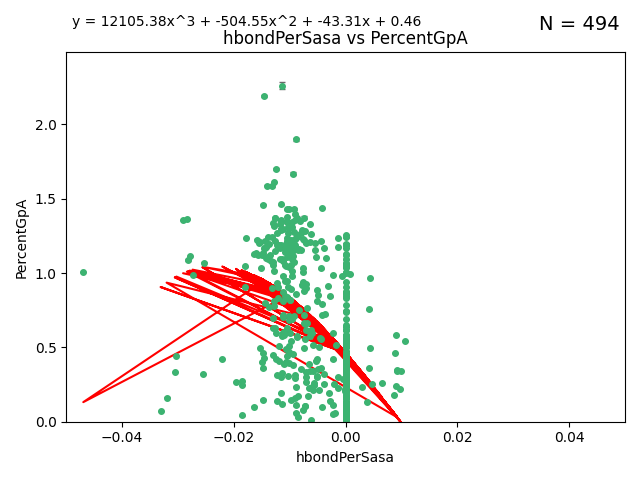 y = 12105.38x^3 + -504.55x^2 + -43.31x + 0.46
N = 494
hbondPerSasa vs PercentGpA
PercentGpA
2.0
1.5
1.0
0.5
0.0
−0.04 −0.02 0.00 0.02 0.04
hbondPerSasa